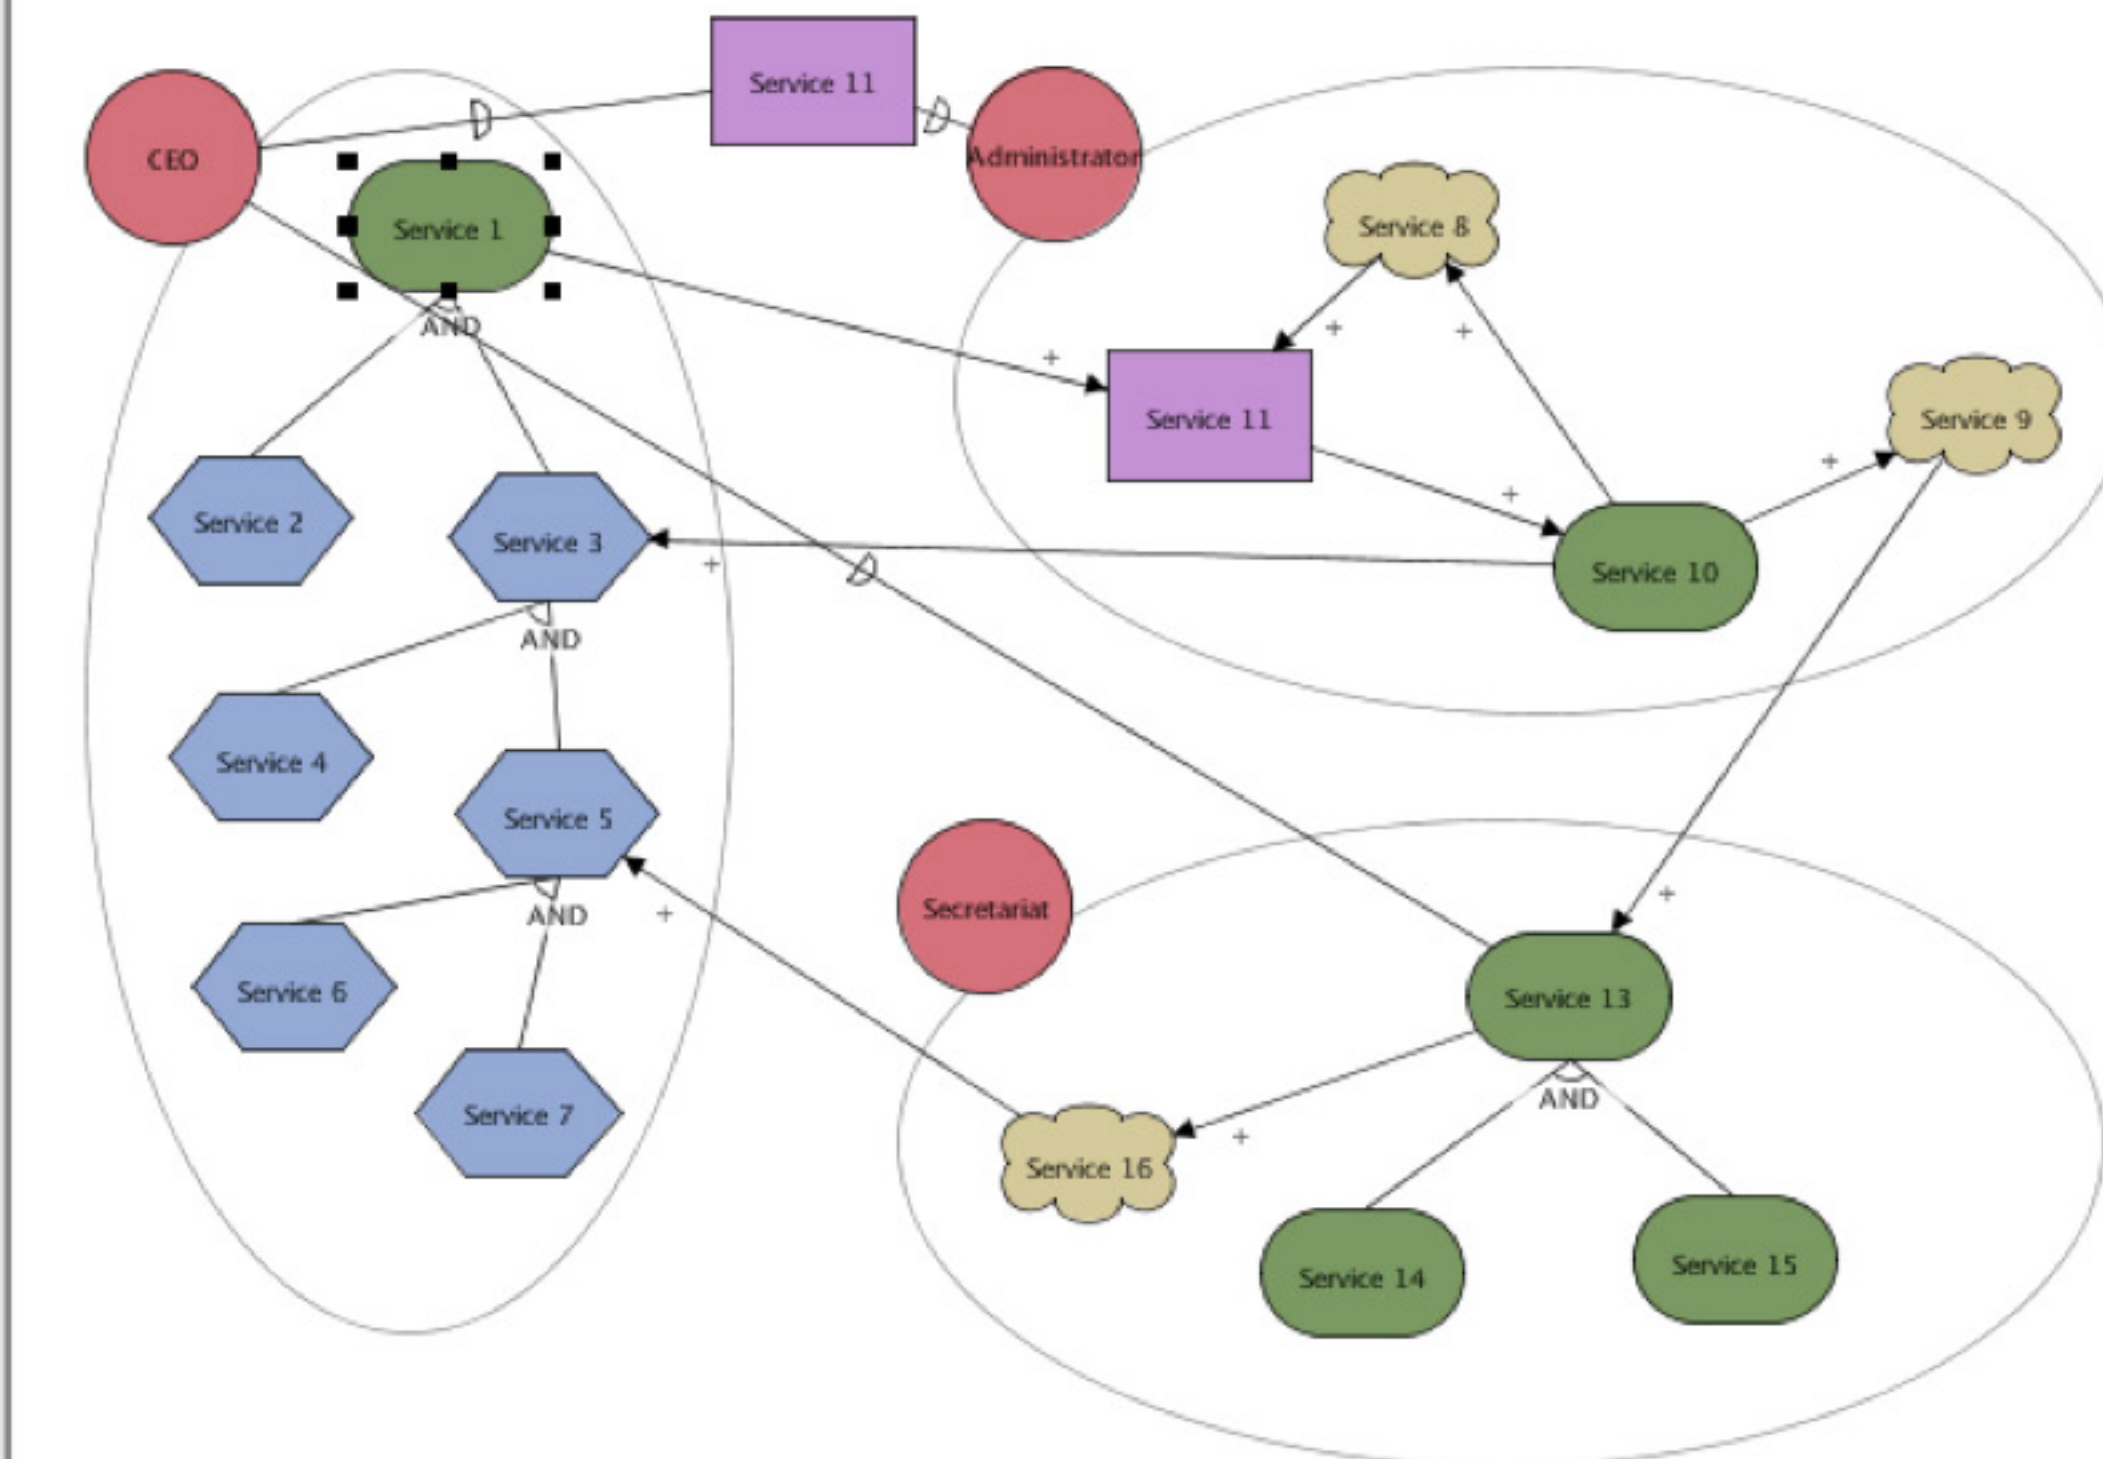 Service 11
CEO
Administrator
Service 1
Service 8
AND
+
+
+
Service 11
Service 9
+
+
Service 2
Service 3
+
Service 10
AND
Service 4
Service 5
+
Secretariat
AND
+
Service 6
Service 13
Service 7
AND
+
Service 16
Service 14
Service 15